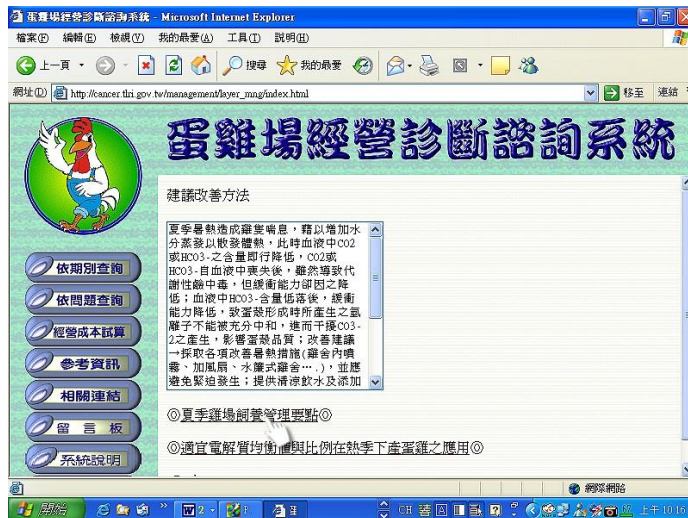 蛋雞場經營診斷諮詢系統 - Microsoft Internet Explorer
檔案(F) 編輯(E) 檢視(V) 我的最愛(A) 工具(T) 說明(H)
上一頁 搜尋 我的最愛
網址(D) http://cancer.tlri.gov.tw/management/layer_mng/index.html 移至 連結
蛋雞場經營診斷諮詢系統
建議改善方法
夏季暑熱造成雞隻喘息，藉以增加水
分蒸發以散發體熱，此時血液中CO2
或HCO3-之含量即行降低，CO2或
HCO3-自血液中喪失後，雖然導致代
謝性鹼中毒，但緩衝能力卻因之降
低；血液中HCO3-含量低落後，緩衝
能力降低，致蛋殼形成時所產生之氫
離子不能被充分中和，進而干擾CO3-
2之產生，影響蛋殼品質；改善建議
→採取各項改善暑熱措施(雞舍內噴
霧、加風扇、水簾式雞舍….)，並應
避免緊迫發生；提供清涼飲水及添加
◎夏季雞場飼養管理要點◎
◎適宜電解質均衡值與比例在熱季下產蛋雞之應用◎
依期別查詢
依問題查詢
經營成本試算
參考資訊
相關連結
留言板
系統說明
網際網路
開始 2 CH 上午 10:16